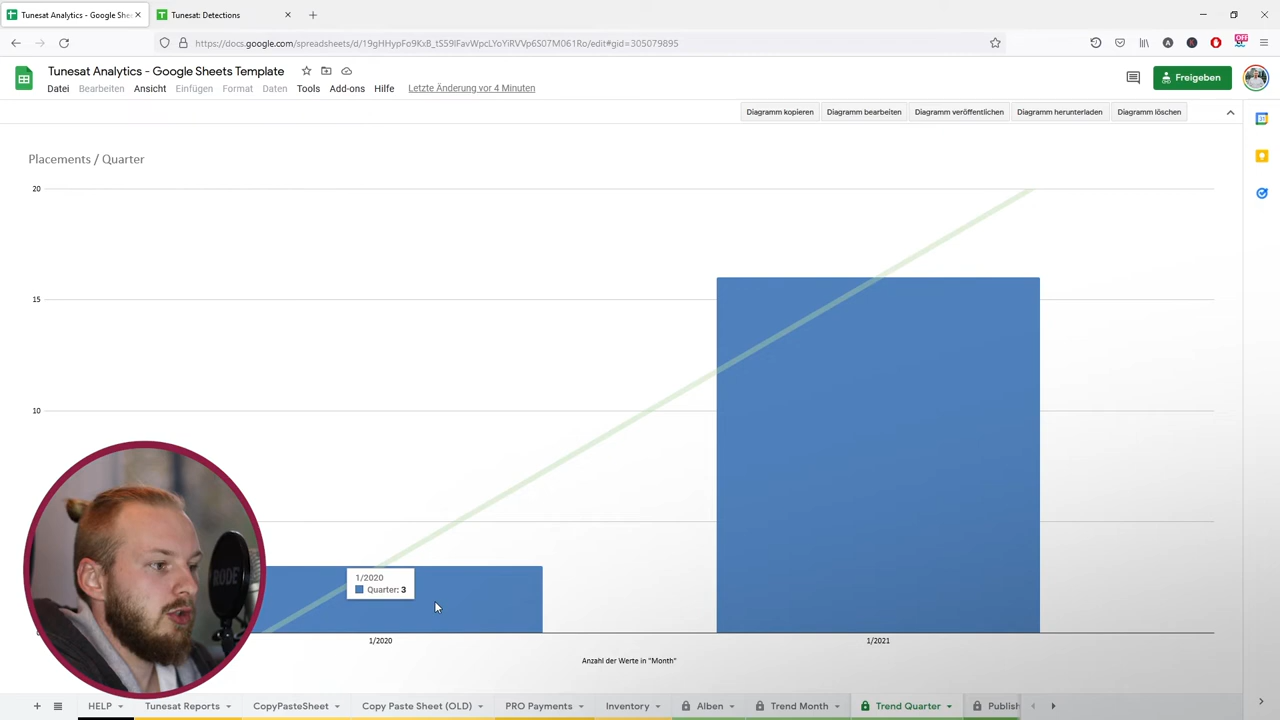 Tunesat Analytics - Google She
Tunesat: Detections
https://docs.google.com/spreadsheets/d/
/edit#gid=305079895
OFF
Tunesat Analytics - Google Sheets Template
Freigeben
Datei Bearbeiten Ansicht Einfügen Format Daten Tools Add-ons Hilfe Letzte Änderung vor 4 Minuten
Diagramm kopieren Diagramm bearbeiten Diagramm veröffentlichen Diagramm herunterladen Diagramm löschen
Placements / Quarter
20
15
10
RØDE
1/2020
Quarter: 3
1/2020 1/2021
Anzahl der Werte in "Month"
HELP Tunesat Reports CopyPasteSheet Copy Paste Sheet (OLD) PRO Payments Inventory Alben Trend Month Trend Quarter Publish